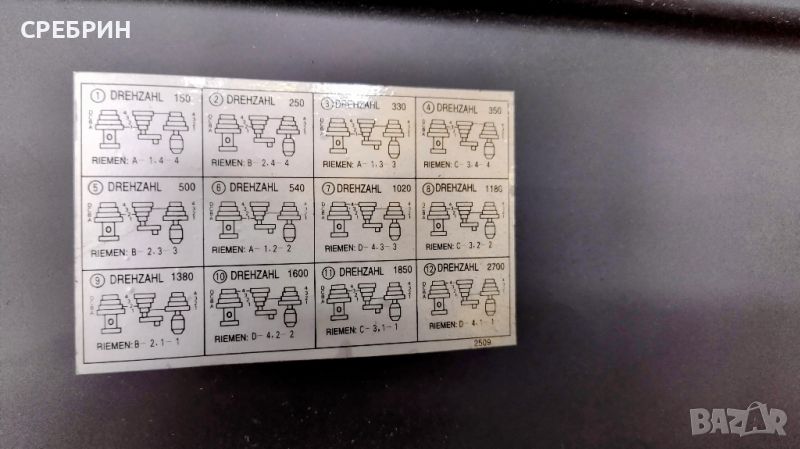 СРЕБРИН
① DREHZAHL 150
RIEMEN: A- 1.4- 4
② DREHZAHL 250
RIEMEN: B- 2.4- 4
③ DREHZAHL 330
RIEMEN: A- 1.3- 3
④ DREHZAHL 350
RIEMEN: C- 3.4- 4
⑤ DREHZAHL 500
RIEMEN: B- 2.3- 3
⑥ DREHZAHL 540
RIEMEN: A- 1.2- 2
⑦ DREHZAHL 1020
RIEMEN: D- 4.3- 3
⑧ DREHZAHL 1180
RIEMEN: C- 3.2- 2
⑨ DREHZAHL 1380
RIEMEN: B- 2.1- 1
⑩ DREHZAHL 1600
RIEMEN: D- 4.2- 2
⑪ DREHZAHL 1850
RIEMEN: C- 3.1- 1
⑫ DREHZAHL 2700
RIEMEN: D- 4.1- 1
2509
BAZAR